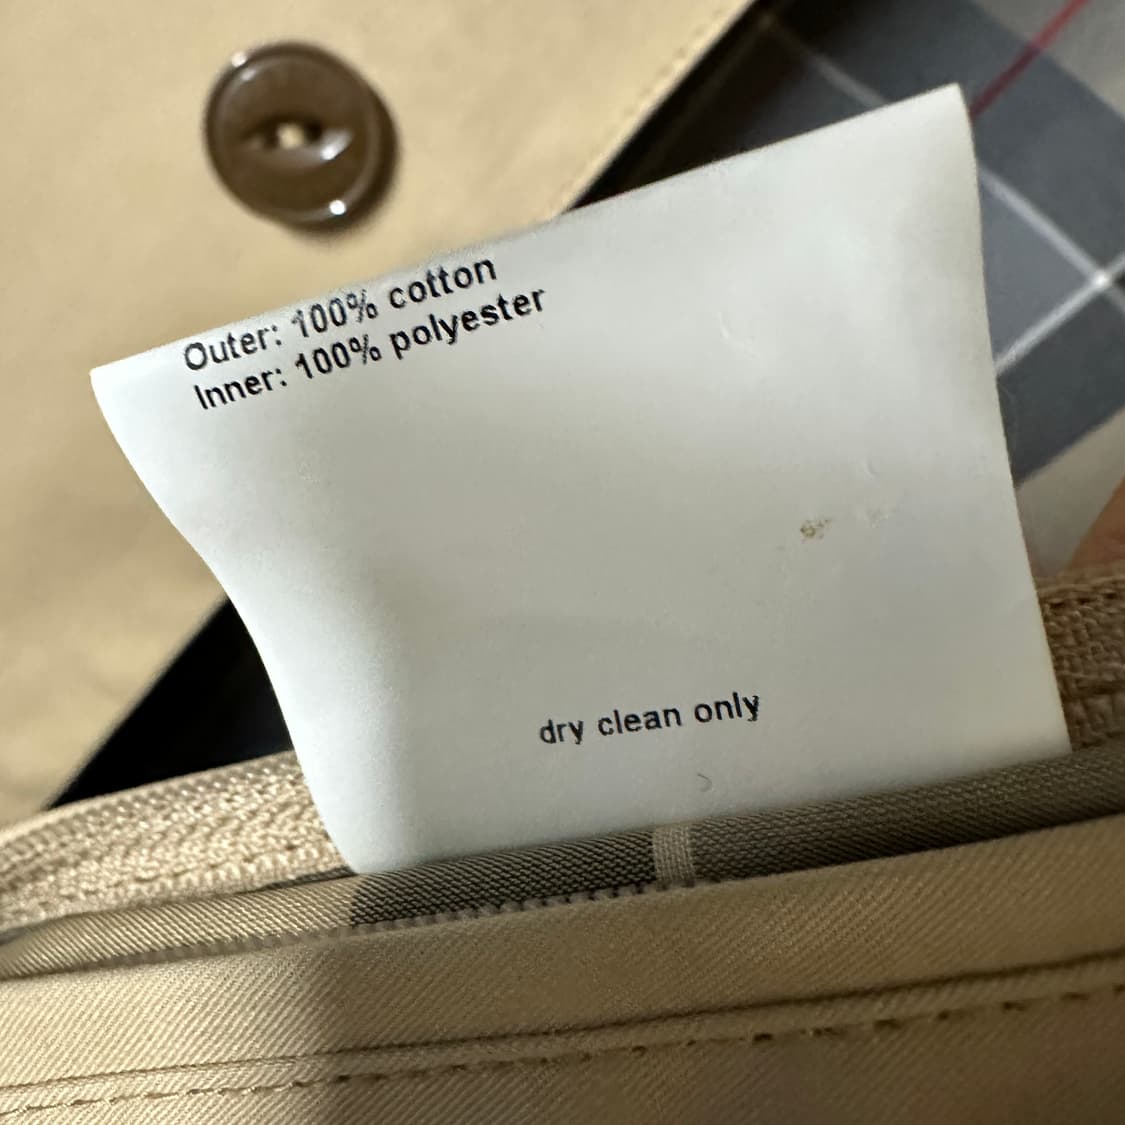 Outer: 100% cotton
Inner: 100% polyester
dry clean only